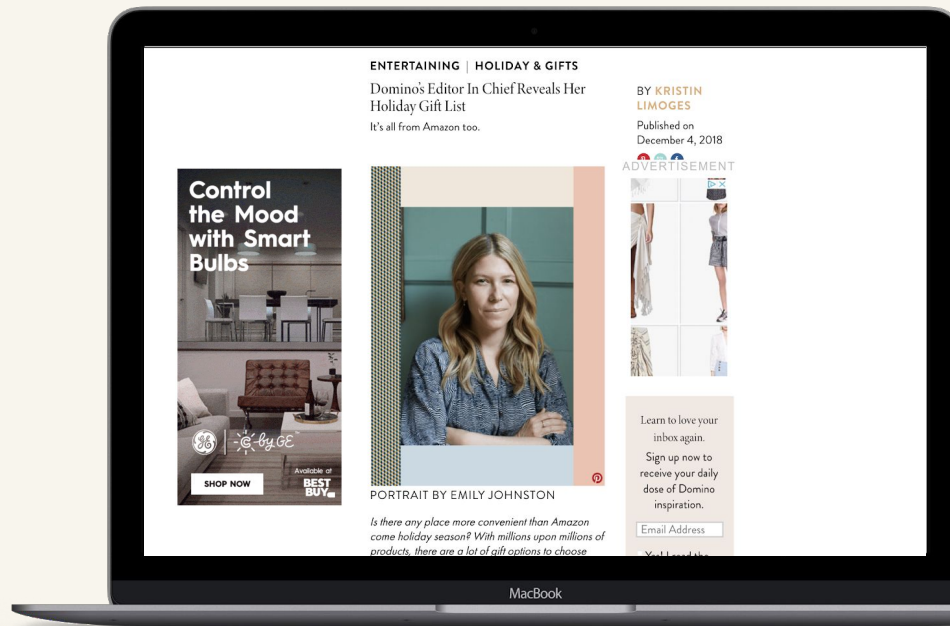 ENTERTAINING | HOLIDAY & GIFTS
Domino's Editor In Chief Reveals Her
Holiday Gift List
It's all from Amazon too.
BY KRISTIN
LIMOGES
Published on
December 4, 2018
ADVERTISEMENT
Control
the Mood
with Smart
Bulbs
GE
C by GE
SHOP NOW
Available at
BEST
BUY
PORTRAIT BY EMILY JOHNSTON
Is there any place more convenient than Amazon
come holiday season? With millions upon millions of
products, there are a lot of gift options to choose
Learn to love your
inbox again.
Sign up now to
receive your daily
dose of Domino
inspiration.
Email Address
Yes! I read the
MacBook